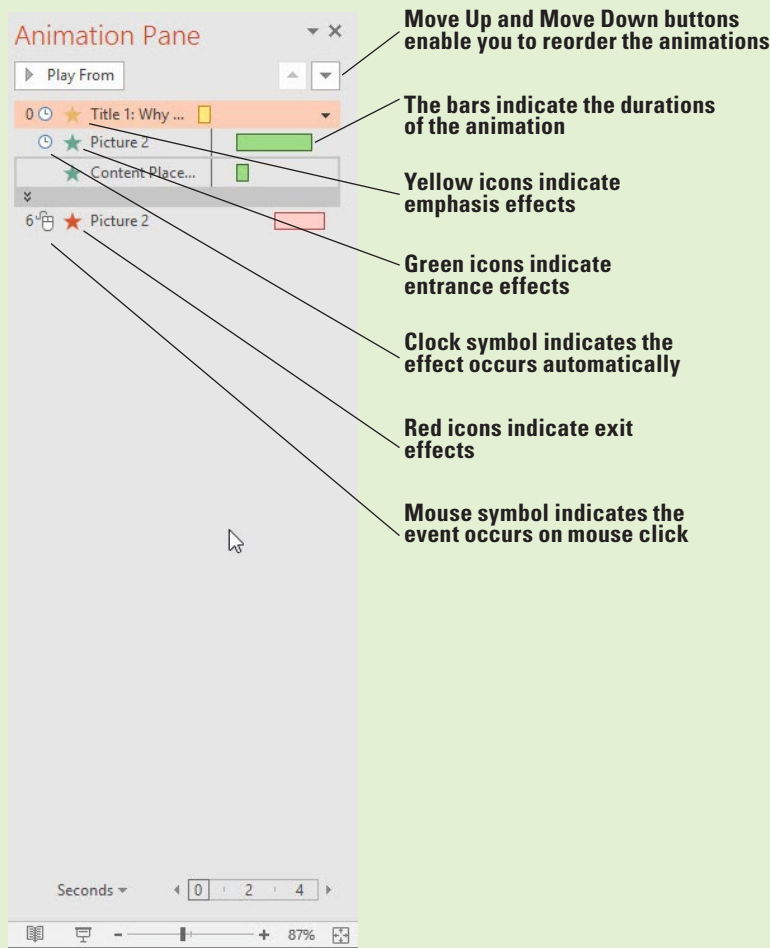 Animation Pane
Play From
0 Title 1: Why ...
Picture 2
Content Place...
6 Picture 2
Seconds 0 2 4
87%
Move Up and Move Down buttons
enable you to reorder the animations
The bars indicate the durations
of the animation
Yellow icons indicate
emphasis effects
Green icons indicate
entrance effects
Clock symbol indicates the
effect occurs automatically
Red icons indicate exit
effects
Mouse symbol indicates the
event occurs on mouse click